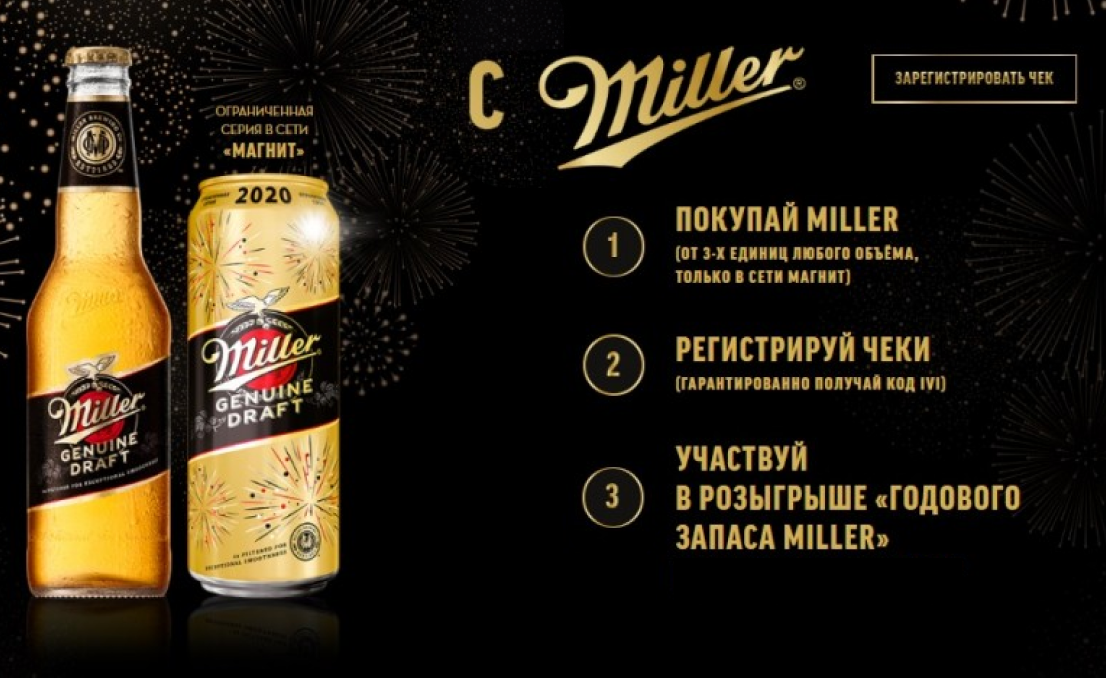 С Miller®
ЗАРЕГИСТРИРОВАТЬ ЧЕК
ОГРАНИЧЕННАЯ
СЕРИЯ В СЕТИ
«МАГНИТ»
2020
Miller
GENUINE
DRAFT
Miller
Miller
GENUINE
DRAFT
1
ПОКУПАЙ MILLER
(ОТ 3-Х ЕДИНИЦ ЛЮБОГО ОБЪЁМА,
ТОЛЬКО В СЕТИ МАГНИТ)
2
РЕГИСТРИРУЙ ЧЕКИ
(ГАРАНТИРОВАННО ПОЛУЧАЙ КОД IVI)
3
УЧАСТВУЙ
В РОЗЫГРЫШЕ «ГОДОВОГО
ЗАПАСА MILLER»